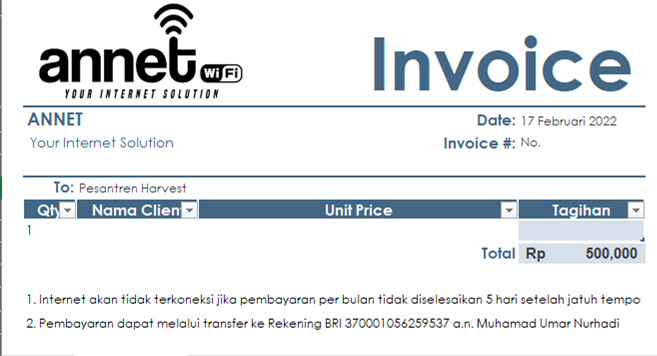 annet WiFi
YOUR INTERNET SOLUTION
Invoice
ANNET
Your Internet Solution
Date: 17 Februari 2022
Invoice #: No.
To: Pesantren Harvest
Qty Nama Client Unit Price Tagihan
1
Total Rp 500,000
1. Internet akan tidak terkoneksi jika pembayaran per bulan tidak diselesaikan 5 hari setelah jatuh tempo
2. Pembayaran dapat melalui transfer ke Rekening BRI 370001056259537 a.n. Muhamad Umar Nurhadi